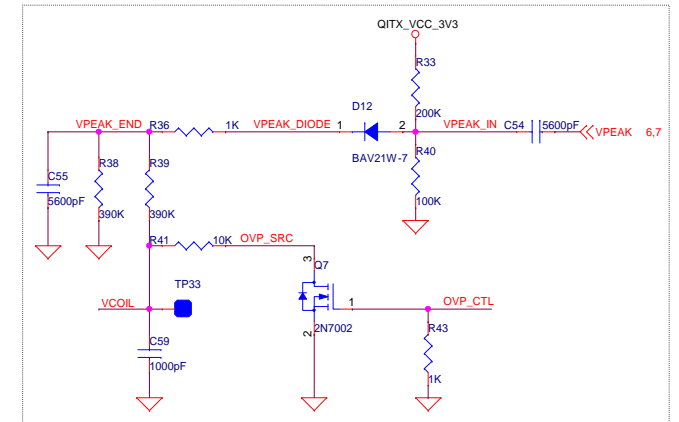 QITX_VCC_3V3
R33
200K
D12
VPEAK_END
R36
1K
VPEAK_DIODE
1
2
VPEAK_IN
C54
5600pF
VPEAK
6,7
BAV21W-7
C55
5600pF
R38
390K
R39
390K
R40
100K
R41
10K
OVP_SRC
3
Q7
TP33
VCOIL
1
OVP_CTL
2
2N7002
R43
1K
C59
1000pF